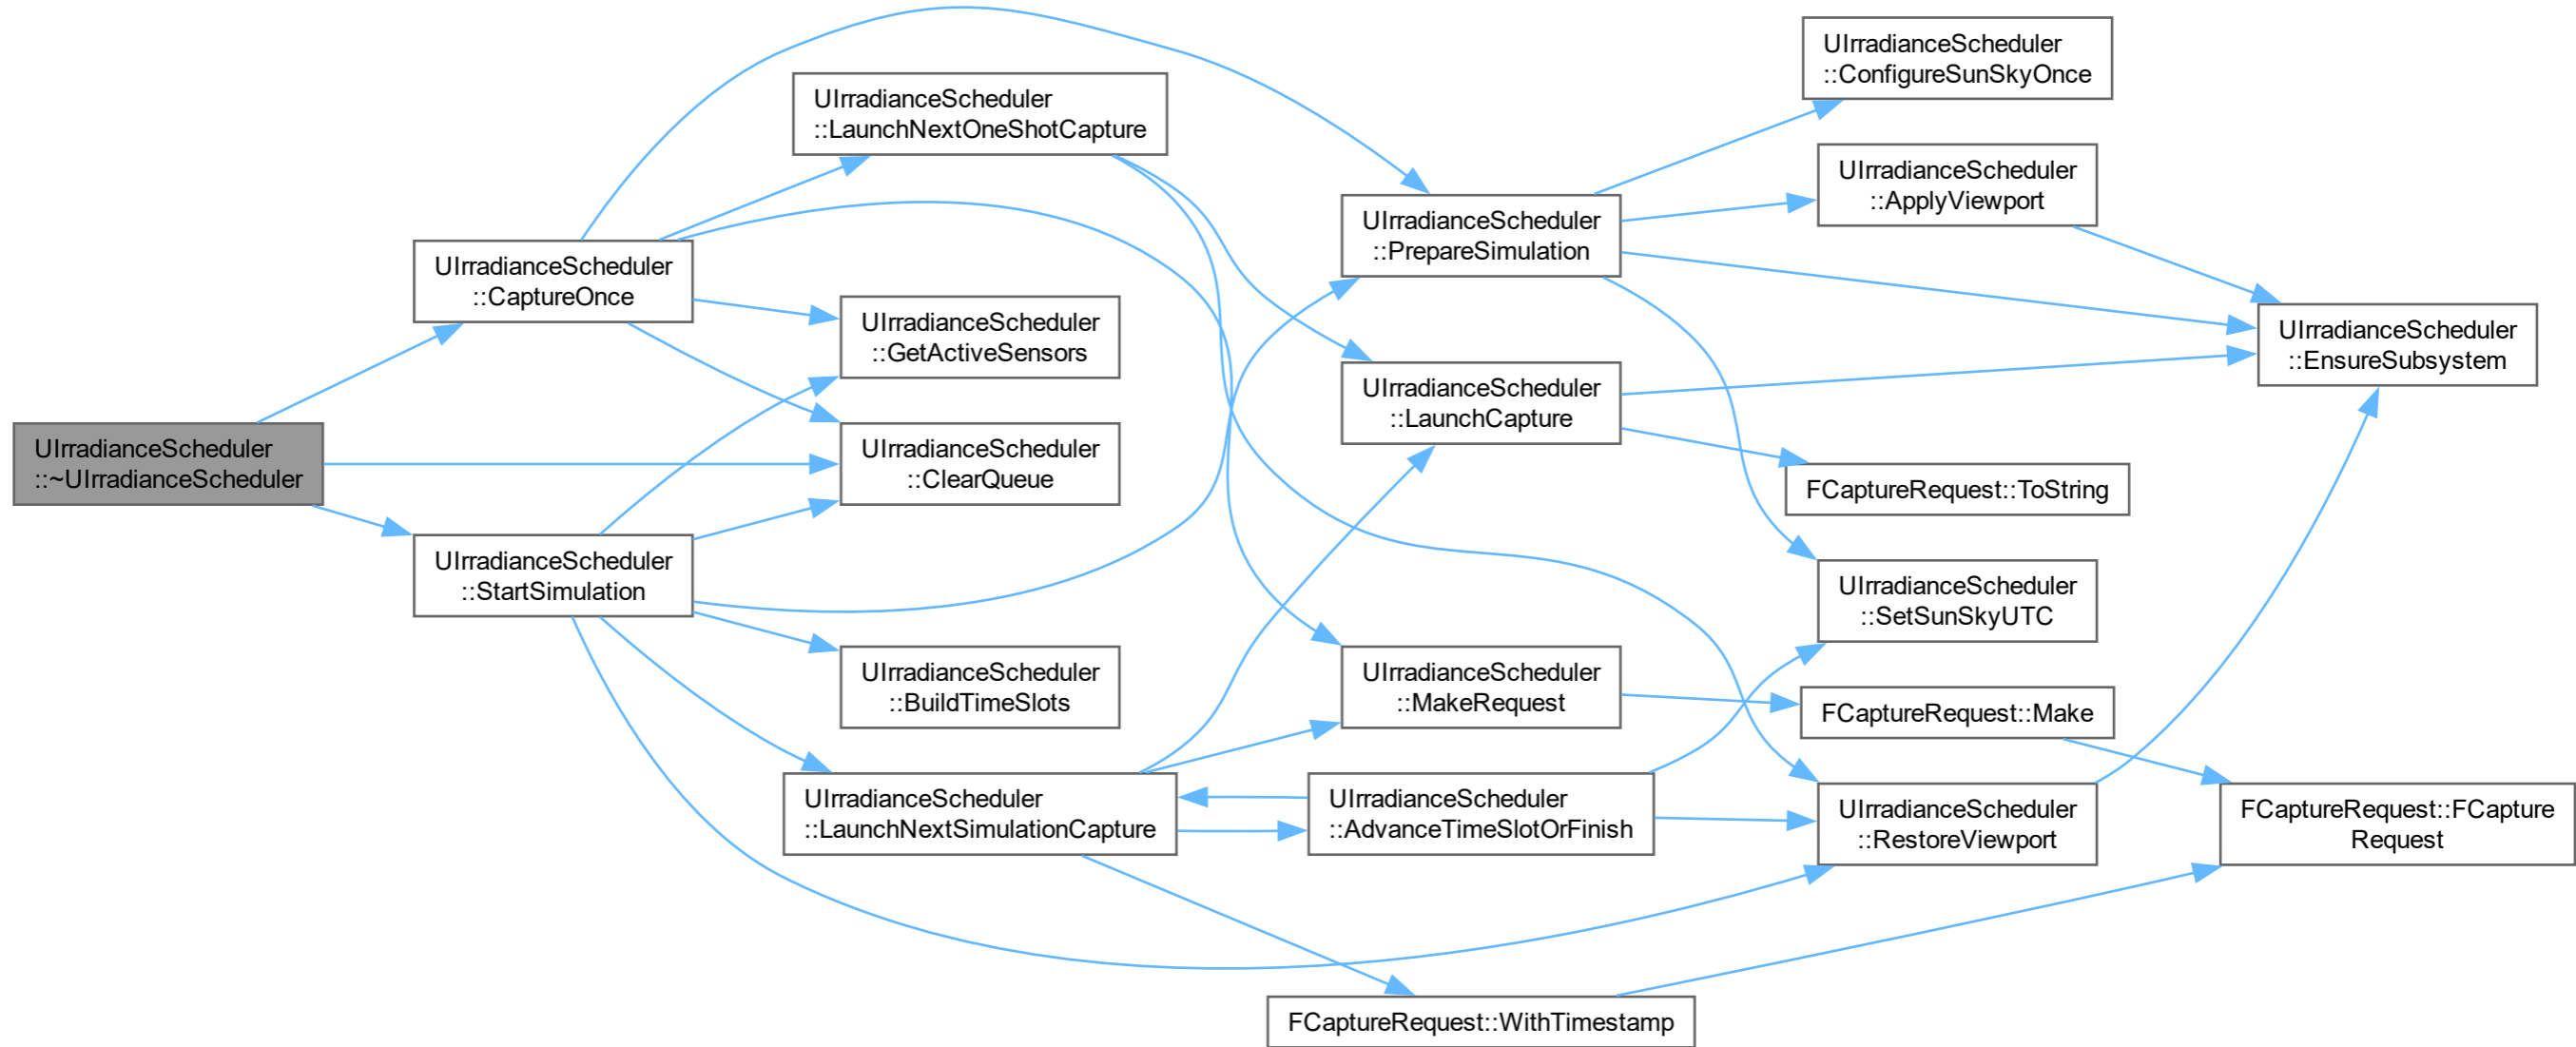 UIrradianceScheduler
::~UIrradianceScheduler
UIrradianceScheduler
::CaptureOnce
UIrradianceScheduler
::StartSimulation
UIrradianceScheduler
::LaunchNextOneShotCapture
UIrradianceScheduler
::GetActiveSensors
UIrradianceScheduler
::ClearQueue
UIrradianceScheduler
::BuildTimeSlots
UIrradianceScheduler
::LaunchNextSimulationCapture
UIrradianceScheduler
::PrepareSimulation
UIrradianceScheduler
::LaunchCapture
UIrradianceScheduler
::MakeRequest
UIrradianceScheduler
::AdvanceTimeSlotOrFinish
FCaptureRequest::WithTimestamp
UIrradianceScheduler
::ConfigureSunSkyOnce
UIrradianceScheduler
::ApplyViewport
FCaptureRequest::ToString
UIrradianceScheduler
::SetSunSkyUTC
FCaptureRequest::Make
UIrradianceScheduler
::RestoreViewport
UIrradianceScheduler
::EnsureSubsystem
FCaptureRequest::FCapture
Request